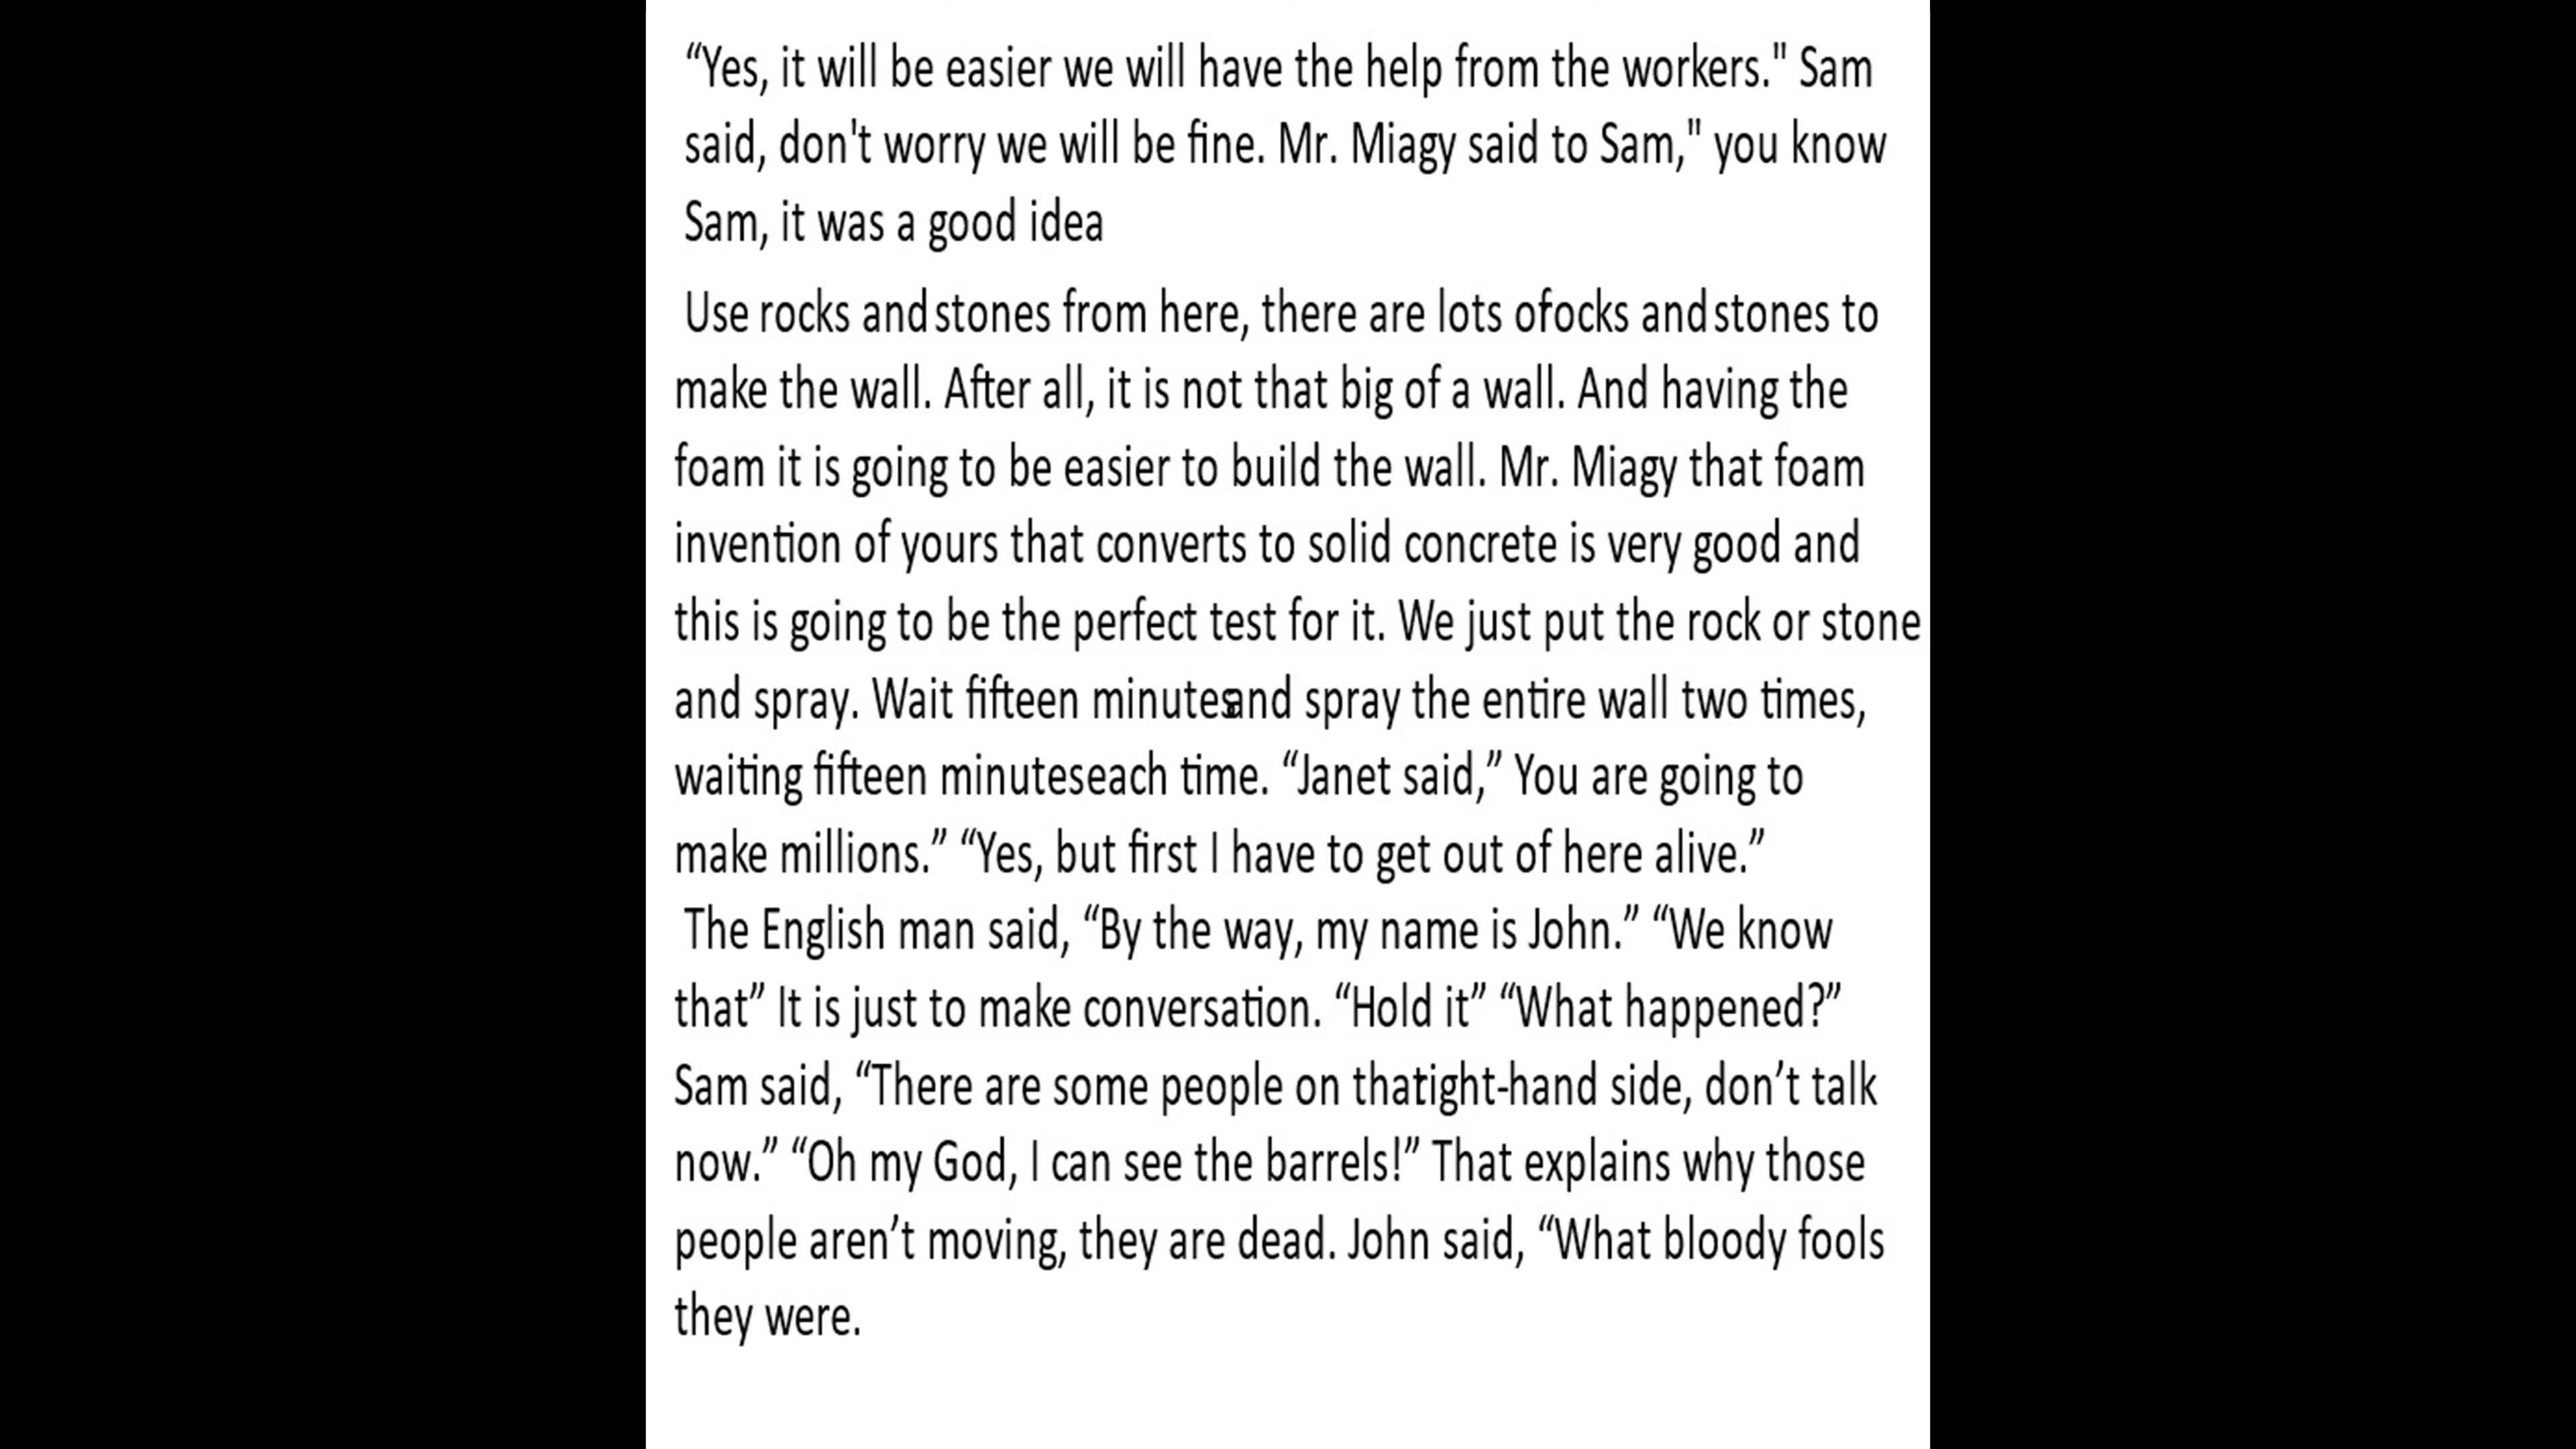 “Yes, it will be easier we will have the help from the workers." Sam
said, don't worry we will be fine. Mr. Miagy said to Sam," you know
Sam, it was a good idea
Use rocks and stones from here, there are lots ofocks and stones to
make the wall. After all, it is not that big of a wall. And having the
foam it is going to be easier to build the wall. Mr. Miagy that foam
invention of yours that converts to solid concrete is very good and
this is going to be the perfect test for it. We just put the rock or stone
and spray. Wait fifteen minutesand spray the entire wall two times,
waiting fifteen minuteseach time. “Janet said,” You are going to
make millions.” “Yes, but first I have to get out of here alive.”
The English man said, “By the way, my name is John.” “We know
that” It is just to make conversation. “Hold it” “What happened?”
Sam said, “There are some people on thatright-hand side, don’t talk
now.” “Oh my God, I can see the barrels!” That explains why those
people aren’t moving, they are dead. John said, “What bloody fools
they were.